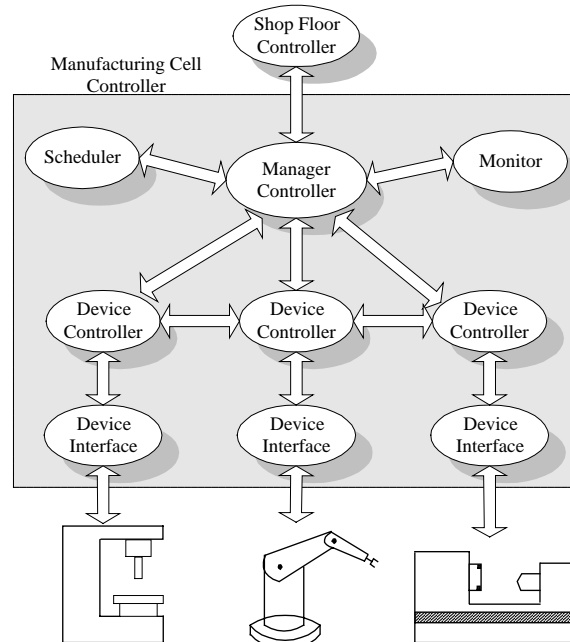 Shop Floor
Controller
Manufacturing Cell
Controller
Scheduler
Manager
Controller
Monitor
Device
Controller
Device
Controller
Device
Controller
Device
Interface
Device
Interface
Device
Interface